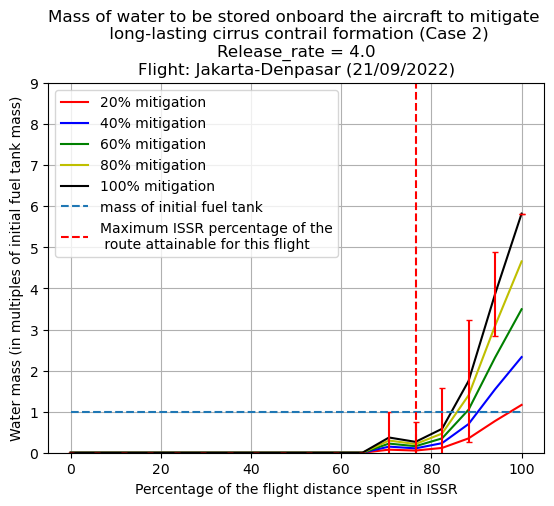 Mass of water to be stored onboard the aircraft to mitigate
long-lasting cirrus contrail formation (Case 2)
Release_rate = 4.0
Flight: Jakarta-Denpasar (21/09/2022)
Water mass (in multiples of initial fuel tank mass)
9
8
7
6
5
4
3
2
1
0
20% mitigation
40% mitigation
60% mitigation
80% mitigation
100% mitigation
mass of initial fuel tank
Maximum ISSR percentage of the
route attainable for this flight
0 20 40 60 80 100
Percentage of the flight distance spent in ISSR